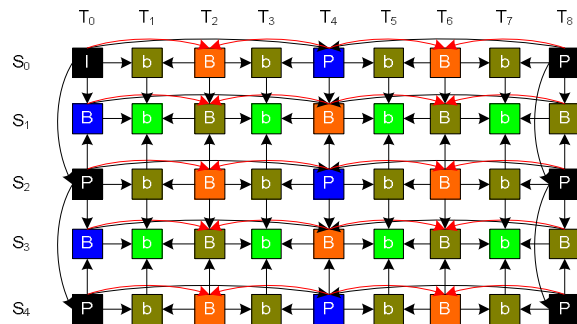 T0 T1 T2 T3 T4 T5 T6 T7 T8
S0 I b B b P b B b P
S1 B b B b B b B b B
S2 P b B b P b B b P
S3 B b B b B b B b B
S4 P b B b P b B b P